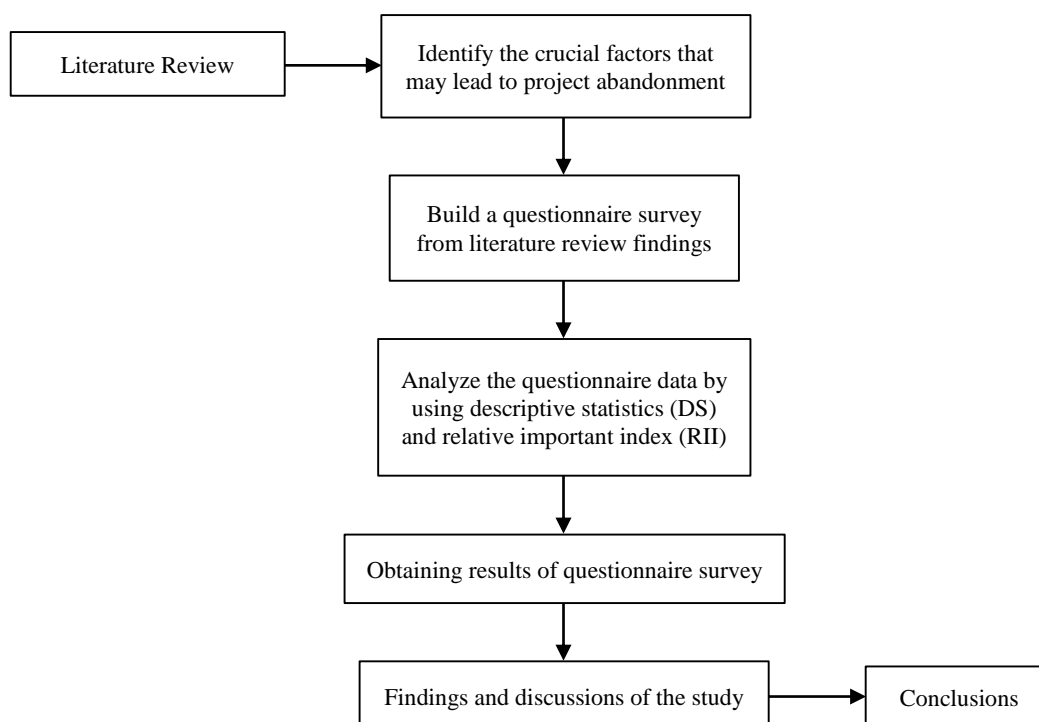 Literature Review
Identify the crucial factors that
may lead to project abandonment
Build a questionnaire survey
from literature review findings
Analyze the questionnaire data by
using descriptive statistics (DS)
and relative important index (RII)
Obtaining results of questionnaire survey
Findings and discussions of the study
Conclusions